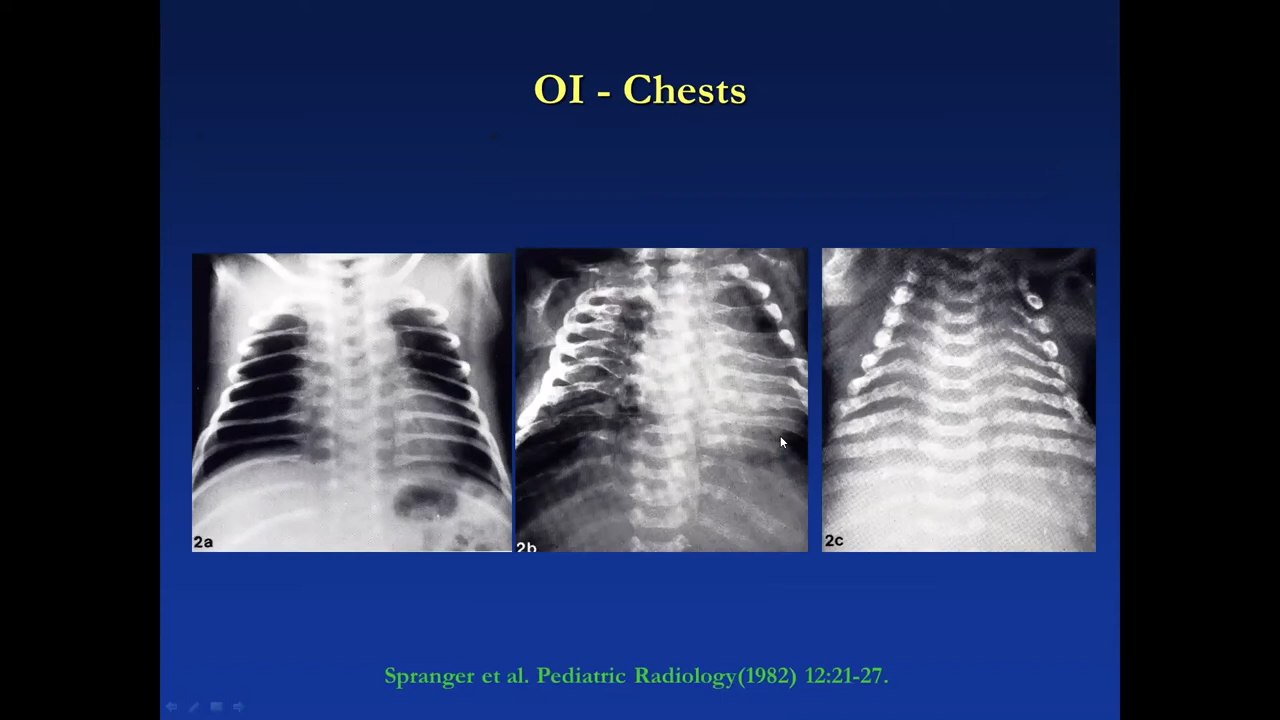 OI - Chests
2a
2b
2c
Spranger et al. Pediatric Radiology(1982) 12:21-27.